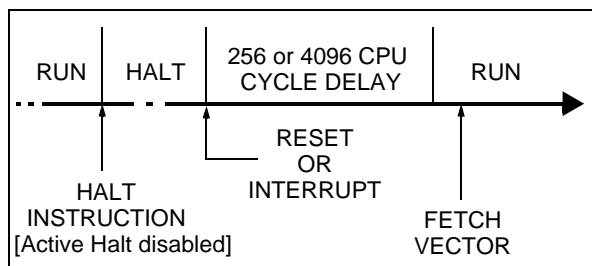 RUN
HALT
256 or 4096 CPU
CYCLE DELAY
RUN
HALT
INSTRUCTION
[Active Halt disabled]
RESET
OR
INTERRUPT
FETCH
VECTOR